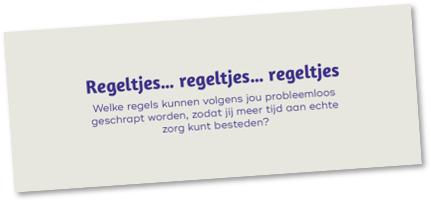 Regeltjes... regeltjes... regeltjes
Welke regels kunnen volgens jou probleemloos
geschrapt worden, zodat jij meer tijd aan echte
zorg kunt besteden?